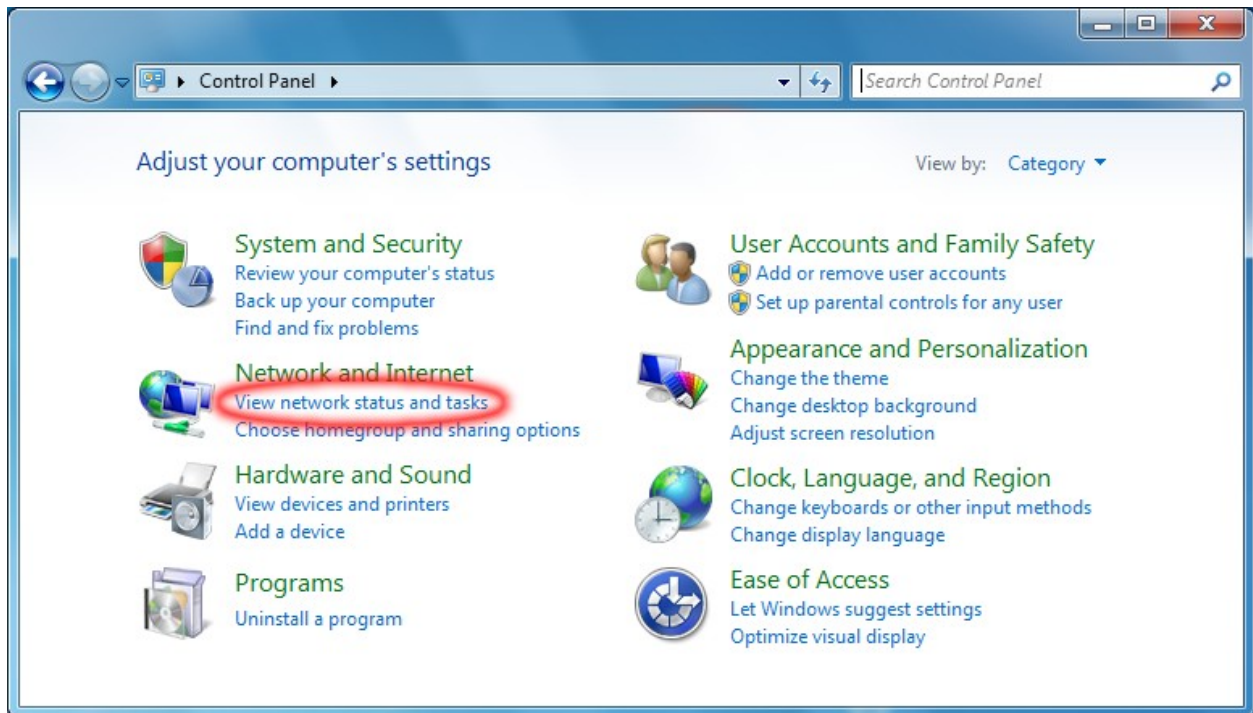 Control Panel
Search Control Panel
Adjust your computer's settings
View by: Category
System and Security
Review your computer's status
Back up your computer
Find and fix problems
Network and Internet
View network status and tasks
Choose homegroup and sharing options
Hardware and Sound
View devices and printers
Add a device
Programs
Uninstall a program
User Accounts and Family Safety
Add or remove user accounts
Set up parental controls for any user
Appearance and Personalization
Change the theme
Change desktop background
Adjust screen resolution
Clock, Language, and Region
Change keyboards or other input methods
Change display language
Ease of Access
Let Windows suggest settings
Optimize visual display